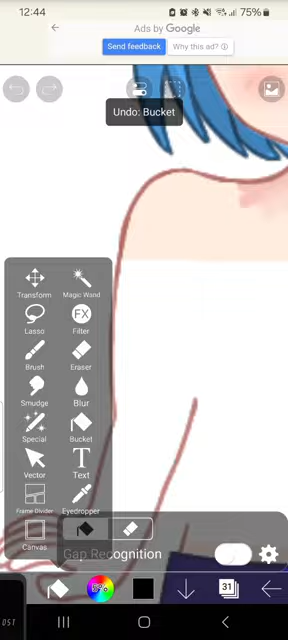 12:44
75%
Ads by Google
Send feedback
Why this ad?
Undo: Bucket
Transform
Magic Wand
FX
Lasso
Filter
Brush
Eraser
Smudge
Blur
Special
Bucket
T
Vector
Text
Frame Divider
Eyedropper
Canvas
Gap Recognition
31